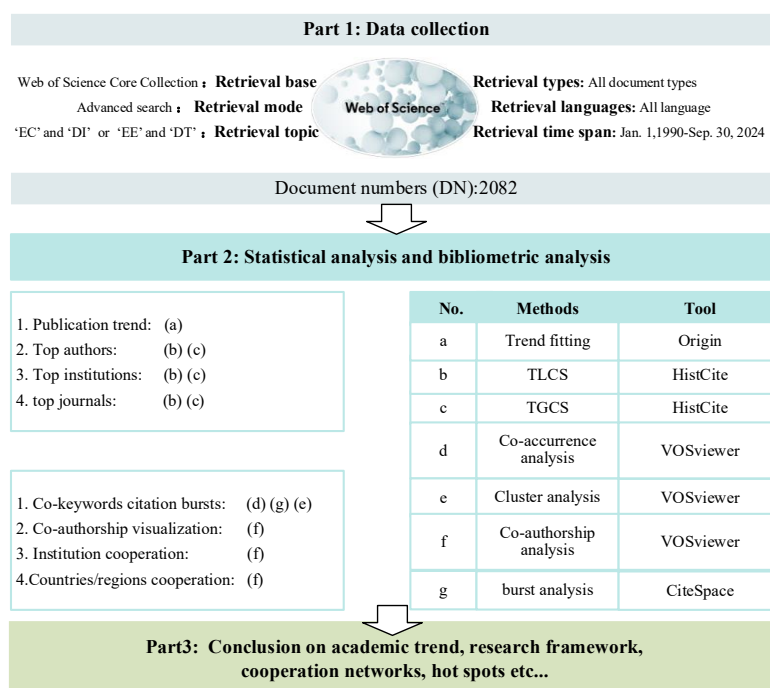 Part 1: Data collection
Web of Science Core Collection : Retrieval base
Advanced search : Retrieval mode
‘EC’ and ‘DI’ or ‘EE’ and ‘DT’ : Retrieval topic
Web of Science
Retrieval types: All document types
Retrieval languages: All language
Retrieval time span: Jan. 1,1990-Sep. 30, 2024
Document numbers (DN):2082
Part 2: Statistical analysis and bibliometric analysis
1. Publication trend: (a)
2. Top authors: (b) (c)
3. Top institutions: (b) (c)
4. top journals: (b) (c)
1. Co-keywords citation bursts: (d) (g) (e)
2. Co-authorship visualization: (f)
3. Institution cooperation: (f)
4.Countries/regions cooperation: (f)
No. Methods Tool
a Trend fitting Origin
b TLCS HistCite
c TGCS HistCite
d Co-accurrence analysis VOSviewer
e Cluster analysis VOSviewer
f Co-authorship analysis VOSviewer
g burst analysis CiteSpace
Part3: Conclusion on academic trend, research framework,
cooperation networks, hot spots etc...